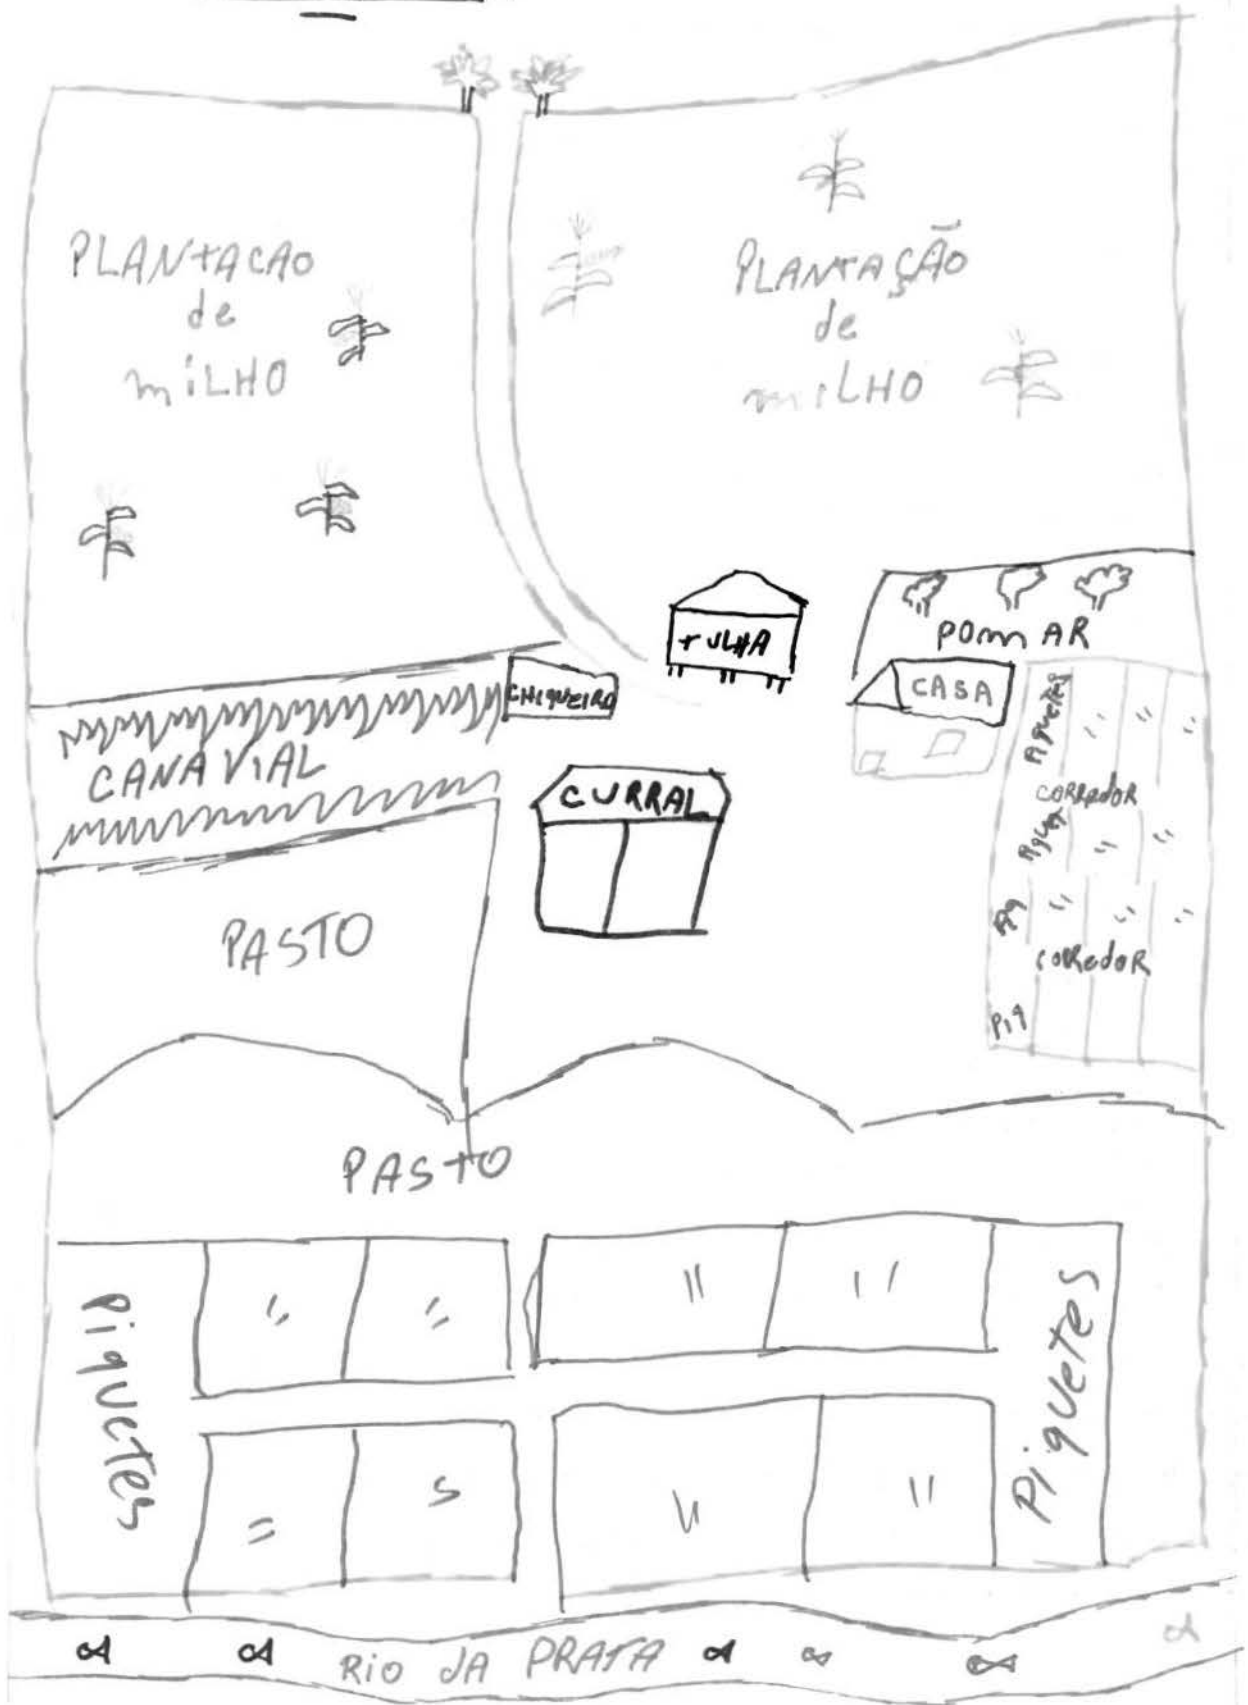 PLANTACAO
de
miLHO
PLANTAÇÃO
de
miLHO
TULHA
POMAR
CHIQUEIRO
CASA
CANAVIAL
CURRAL
corredor
PASTO
corRedoR
Piq
PASTO
Piquetes
Piquetes
RiO DA PRATA